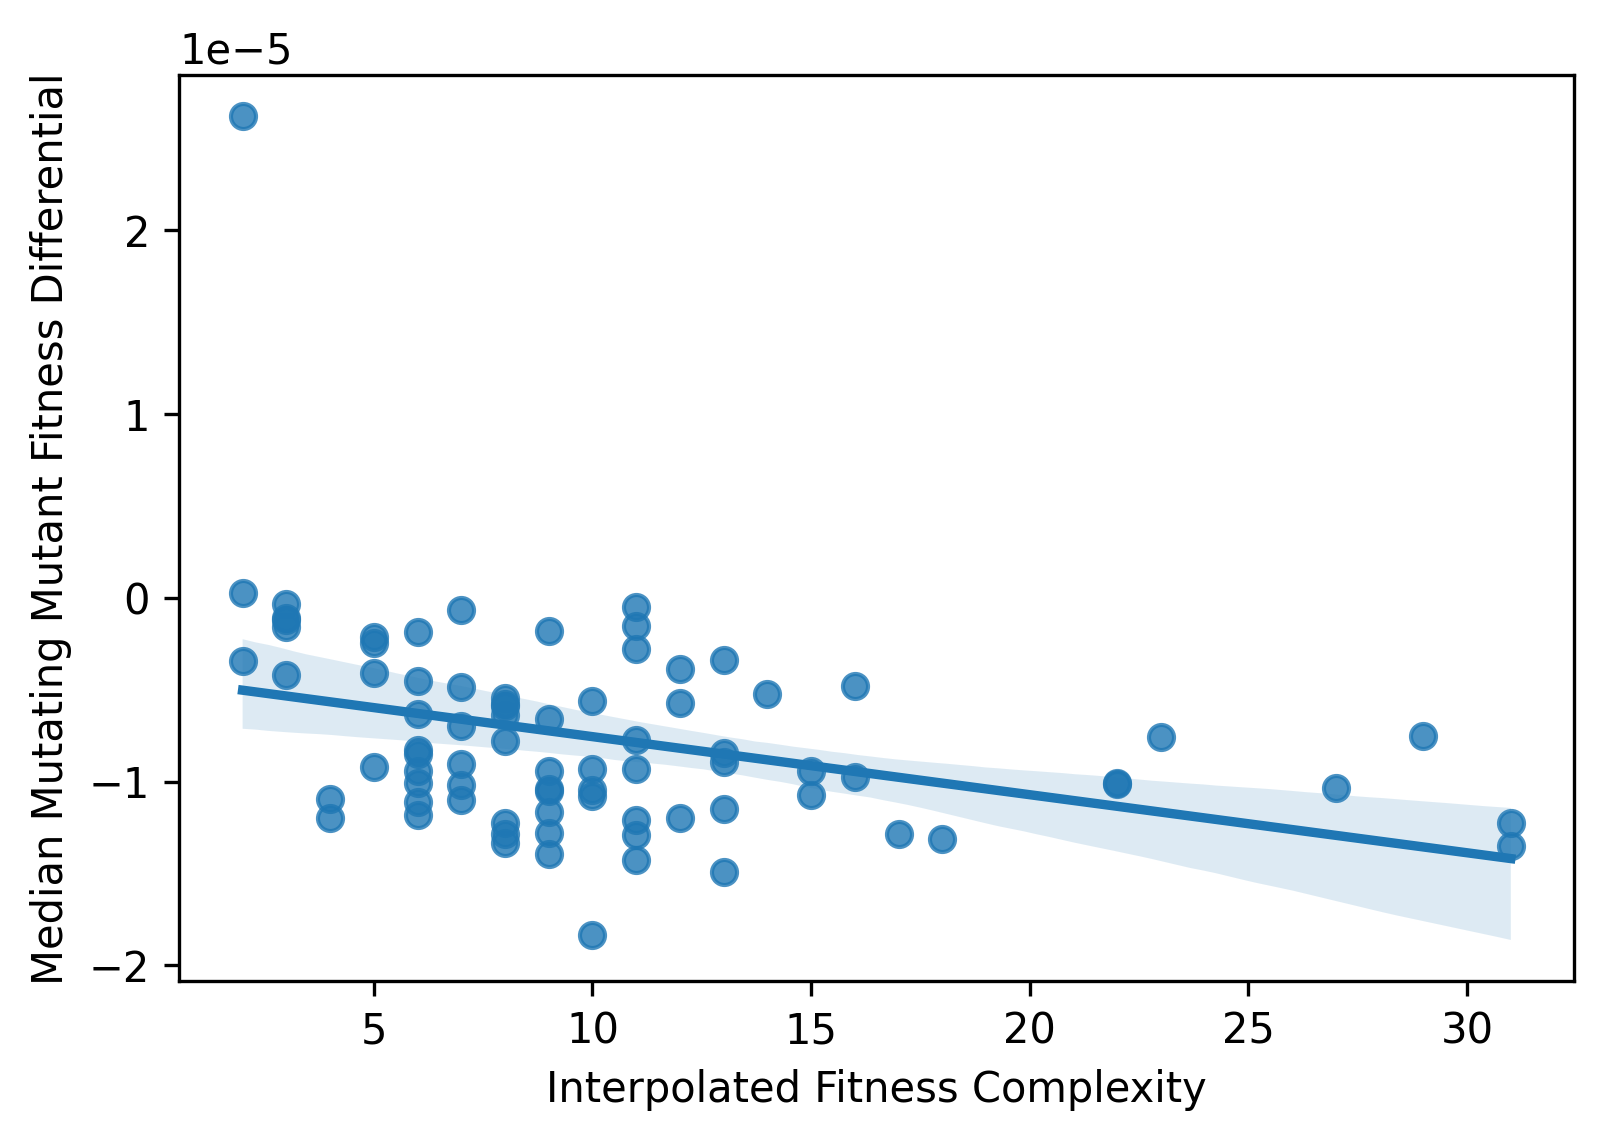 1e−5
Median Mutating Mutant Fitness Differential
2
1
0
−1
−2
5 10 15 20 25 30
Interpolated Fitness Complexity